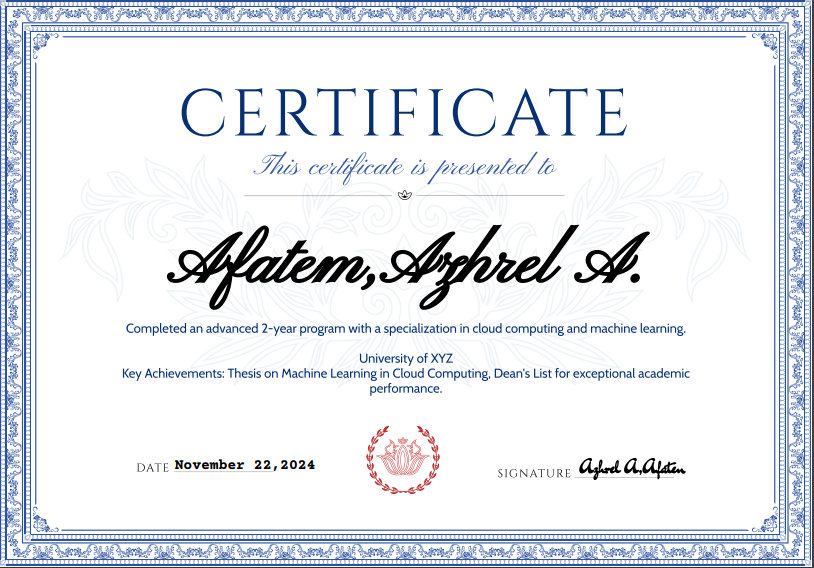 CERTIFICATE
This certificate is presented to
Afatem,Azhrel A.
Completed an advanced 2-year program with a specialization in cloud computing and machine learning.
University of XYZ
Key Achievements: Thesis on Machine Learning in Cloud Computing, Dean's List for exceptional academic
performance.
DATE November 22,2024
SIGNATURE Azhrel A,Afaten